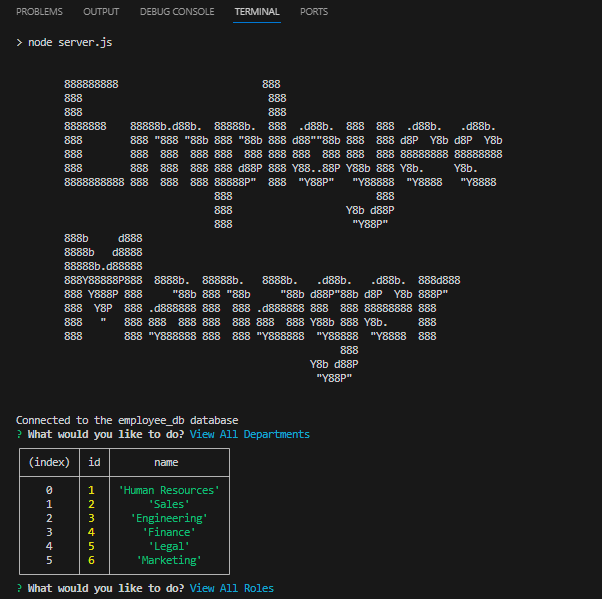 PROBLEMS OUTPUT DEBUG CONSOLE TERMINAL PORTS
> node server.js
888888888                        888
888                               888
888                               888
8888888    88888b.d88b.  88888b.  888  .d88b.  888  888  .d88b.   .d88b.
888        888 "888 "88b 888 "88b 888 d88""88b 888  888 d8P  Y8b d8P  Y8b
888        888  888  888 888  888 888 888  888 888  888 88888888 88888888
888        888  888  888 888 d88P 888 Y88..88P Y88b 888 Y8b.     Y8b.
8888888888 888  888  888 88888P"  888  "Y88P"   "Y88888  "Y8888   "Y8888
                         888                        888
                         888                   Y8b d88P
                         888                    "Y88P"
888b     d888
8888b   d8888
88888b.d88888
888Y88888P888  8888b.  88888b.   8888b.   .d88b.   .d88b.  888d888
888 Y888P 888     "88b 888 "88b     "88b d88P"88b d8P  Y8b 888P"
888  Y8P  888 .d888888 888  888 .d888888 888  888 88888888 888
888   "   888 888  888 888  888 888  888 Y88b 888 Y8b.     888
888       888 "Y888888 888  888 "Y888888  "Y88888  "Y8888  888
                                              888
                                         Y8b d88P
                                          "Y88P"
Connected to the employee_db database
? What would you like to do? View All Departments
(index) id name
0 1 'Human Resources'
1 2 'Sales'
2 3 'Engineering'
3 4 'Finance'
4 5 'Legal'
5 6 'Marketing'
? What would you like to do? View All Roles